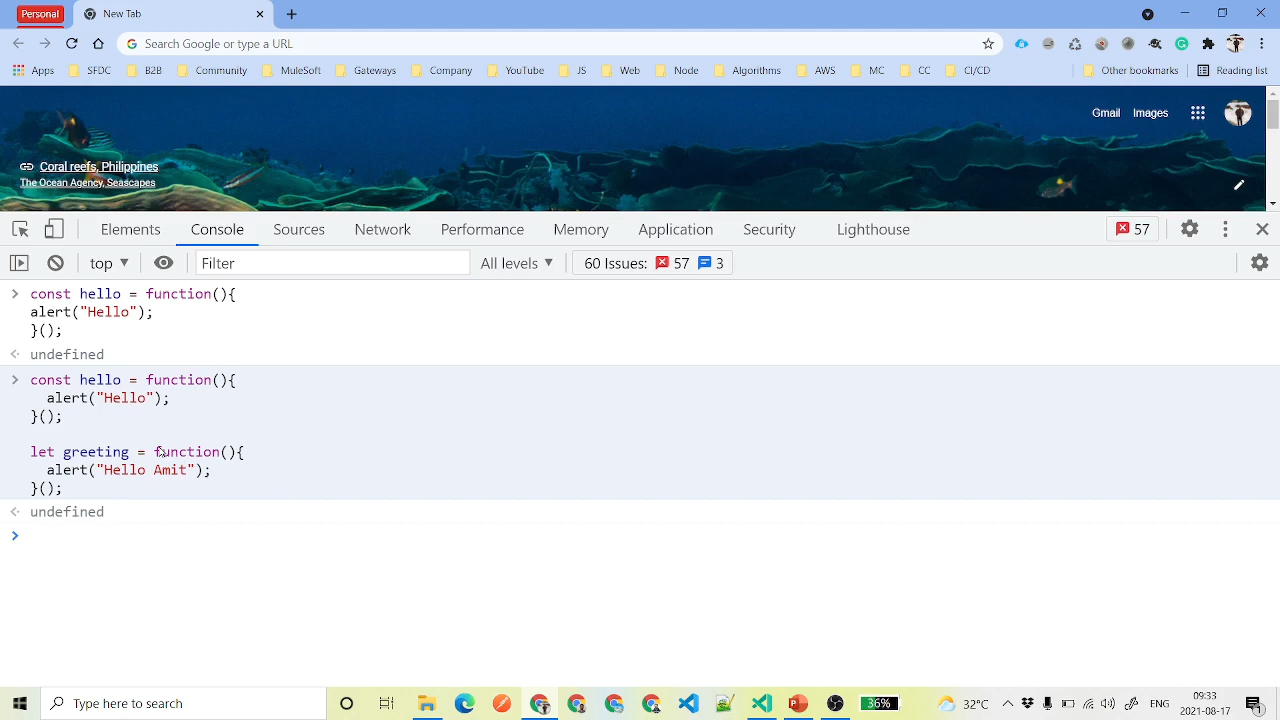 Personal
New Tab
Search Google or type a URL
Apps SFDC B2B Community MuleSoft Gateways Company YouTube JS Web Node Algorithms AWS MC CC CI/CD Other bookmarks Reading list
Gmail Images
Coral reefs, Philippines
The Ocean Agency, Seascapes
Elements Console Sources Network Performance Memory Application Security Lighthouse 57
top Filter All levels 60 Issues: 57 3
const hello = function(){
alert("Hello");
}();
undefined
const hello = function(){
alert("Hello");
}();
let greeting = function(){
alert("Hello Amit");
}();
undefined
Type here to search
36%
32°C
ENG
09:33
2021-08-17
1